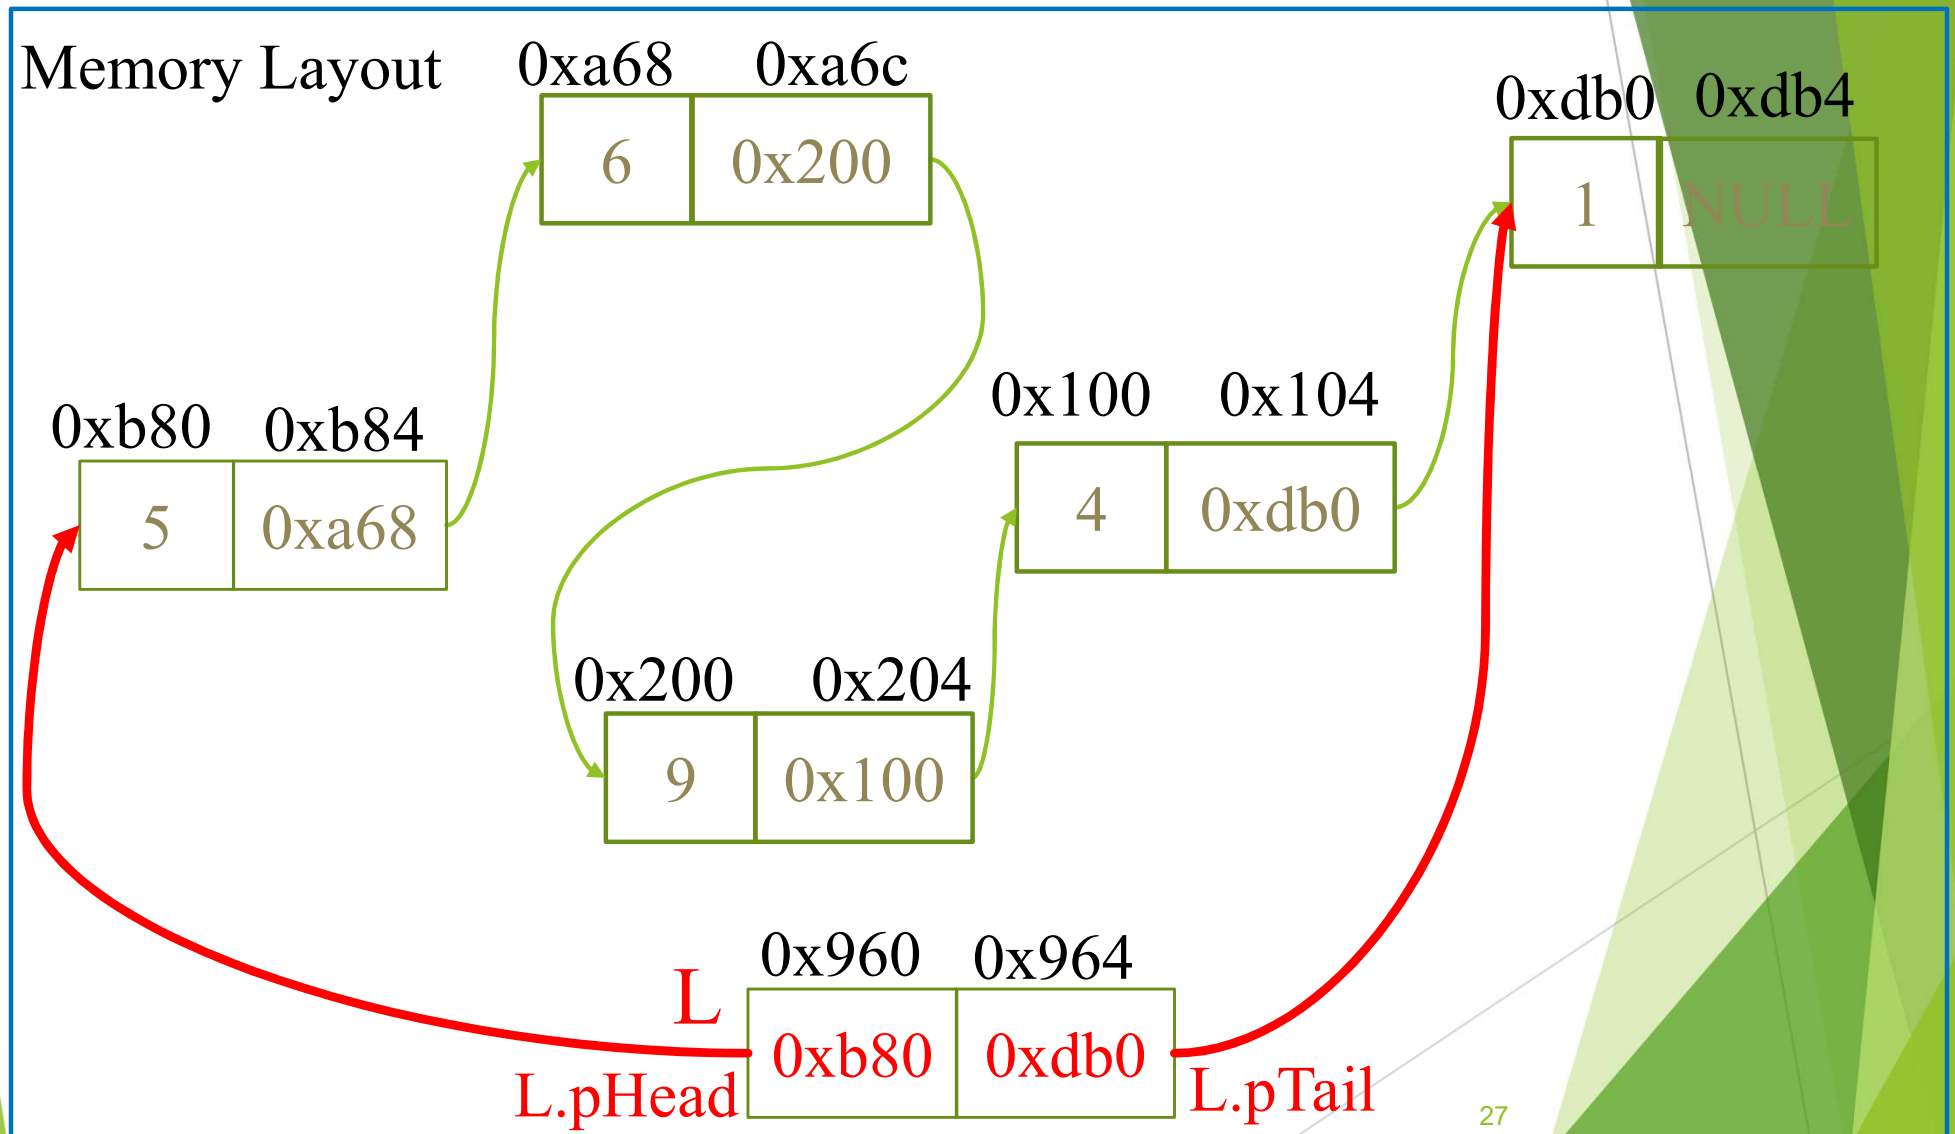 Memory Layout
0xa68 0xa6c
6 0x200
0xdb0 0xdb4
1 NULL
0xb80 0xb84
5 0xa68
0x100 0x104
4 0xdb0
0x200 0x204
9 0x100
0x960 0x964
L
0xb80 0xdb0
L.pHead
L.pTail
27